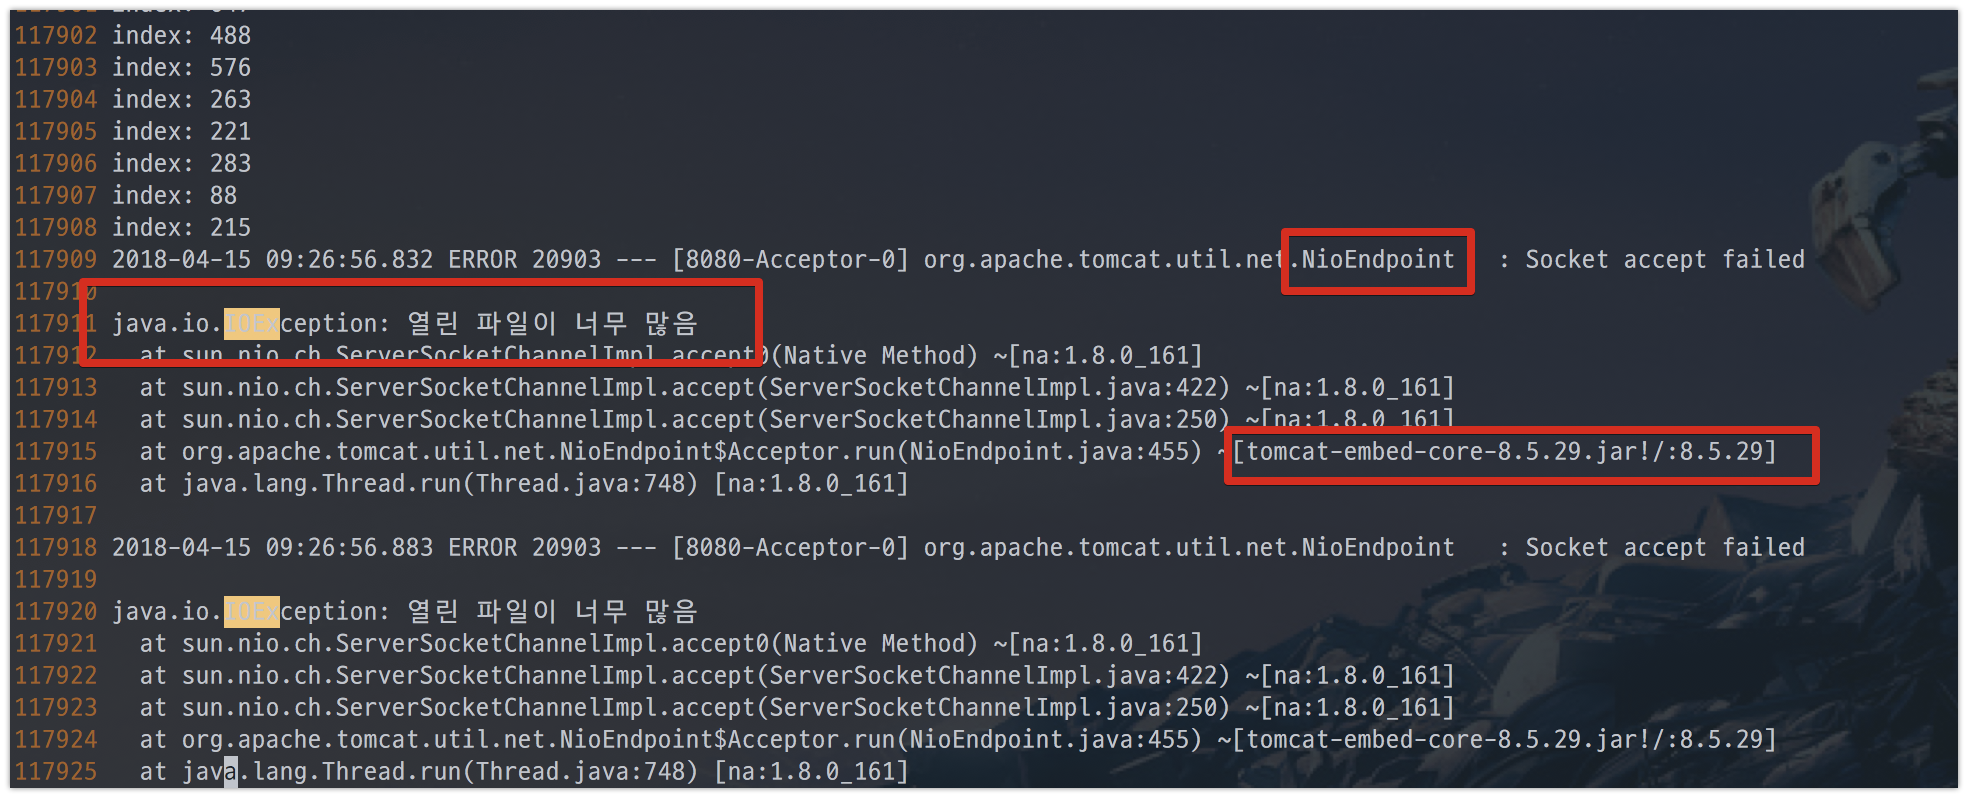 117902 index: 488
117903 index: 576
117904 index: 263
117905 index: 221
117906 index: 283
117907 index: 88
117908 index: 215
117909 2018-04-15 09:26:56.832 ERROR 20903 --- [8080-Acceptor-0] org.apache.tomcat.util.net.NioEndpoint : Socket accept failed
117910
117911 java.io.IOException: 열린 파일이 너무 많음
117912 at sun.nio.ch.ServerSocketChannelImpl.accept0(Native Method) ~[na:1.8.0_161]
117913 at sun.nio.ch.ServerSocketChannelImpl.accept(ServerSocketChannelImpl.java:422) ~[na:1.8.0_161]
117914 at sun.nio.ch.ServerSocketChannelImpl.accept(ServerSocketChannelImpl.java:250) ~[na:1.8.0_161]
117915 at org.apache.tomcat.util.net.NioEndpoint$Acceptor.run(NioEndpoint.java:455) ~[tomcat-embed-core-8.5.29.jar!/:8.5.29]
117916 at java.lang.Thread.run(Thread.java:748) [na:1.8.0_161]
117917
117918 2018-04-15 09:26:56.883 ERROR 20903 --- [8080-Acceptor-0] org.apache.tomcat.util.net.NioEndpoint : Socket accept failed
117919
117920 java.io.IOException: 열린 파일이 너무 많음
117921 at sun.nio.ch.ServerSocketChannelImpl.accept0(Native Method) ~[na:1.8.0_161]
117922 at sun.nio.ch.ServerSocketChannelImpl.accept(ServerSocketChannelImpl.java:422) ~[na:1.8.0_161]
117923 at sun.nio.ch.ServerSocketChannelImpl.accept(ServerSocketChannelImpl.java:250) ~[na:1.8.0_161]
117924 at org.apache.tomcat.util.net.NioEndpoint$Acceptor.run(NioEndpoint.java:455) ~[tomcat-embed-core-8.5.29.jar!/:8.5.29]
117925 at java.lang.Thread.run(Thread.java:748) [na:1.8.0_161]